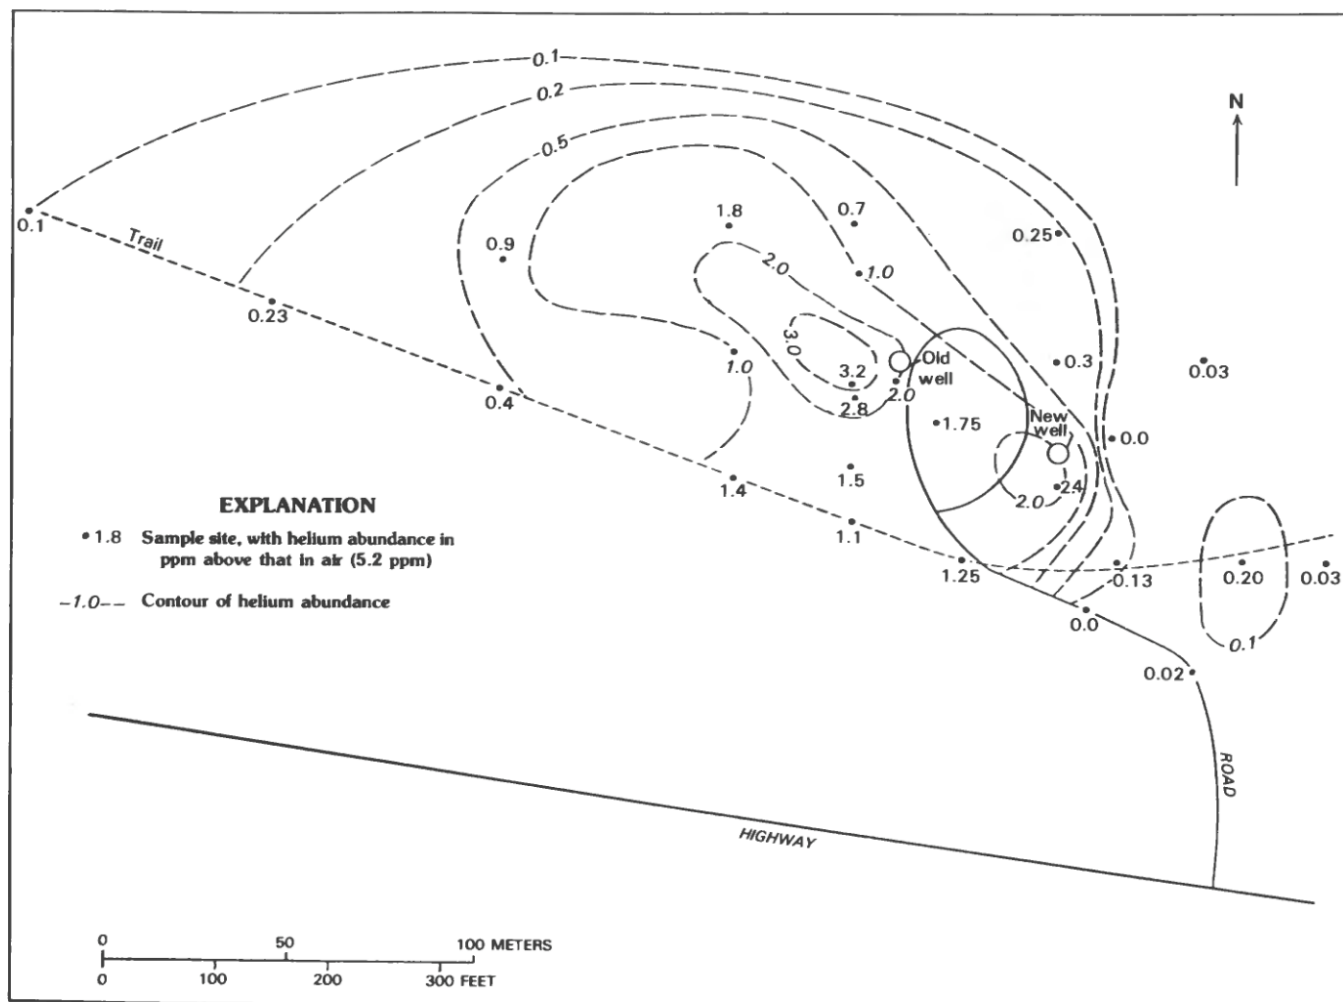 0.1
0.2
0.5
N
0.1
Trail
0.9
1.8
0.7
0.25
2.0
1.0
0.23
3.0
0.3
0.03
Old
well
1.0
3.2
2.0
0.4
2.8
1.75
New
well
0.0
1.5
2.4
2.0
1.4
1.1
1.25
0.13
0.20
0.03
0.0
0.1
0.02
EXPLANATION
1.8 Sample site, with helium abundance in
ppm above that in air (5.2 ppm)
-1.0-- Contour of helium abundance
ROAD
HIGHWAY
0 50 100 METERS
0 100 200 300 FEET